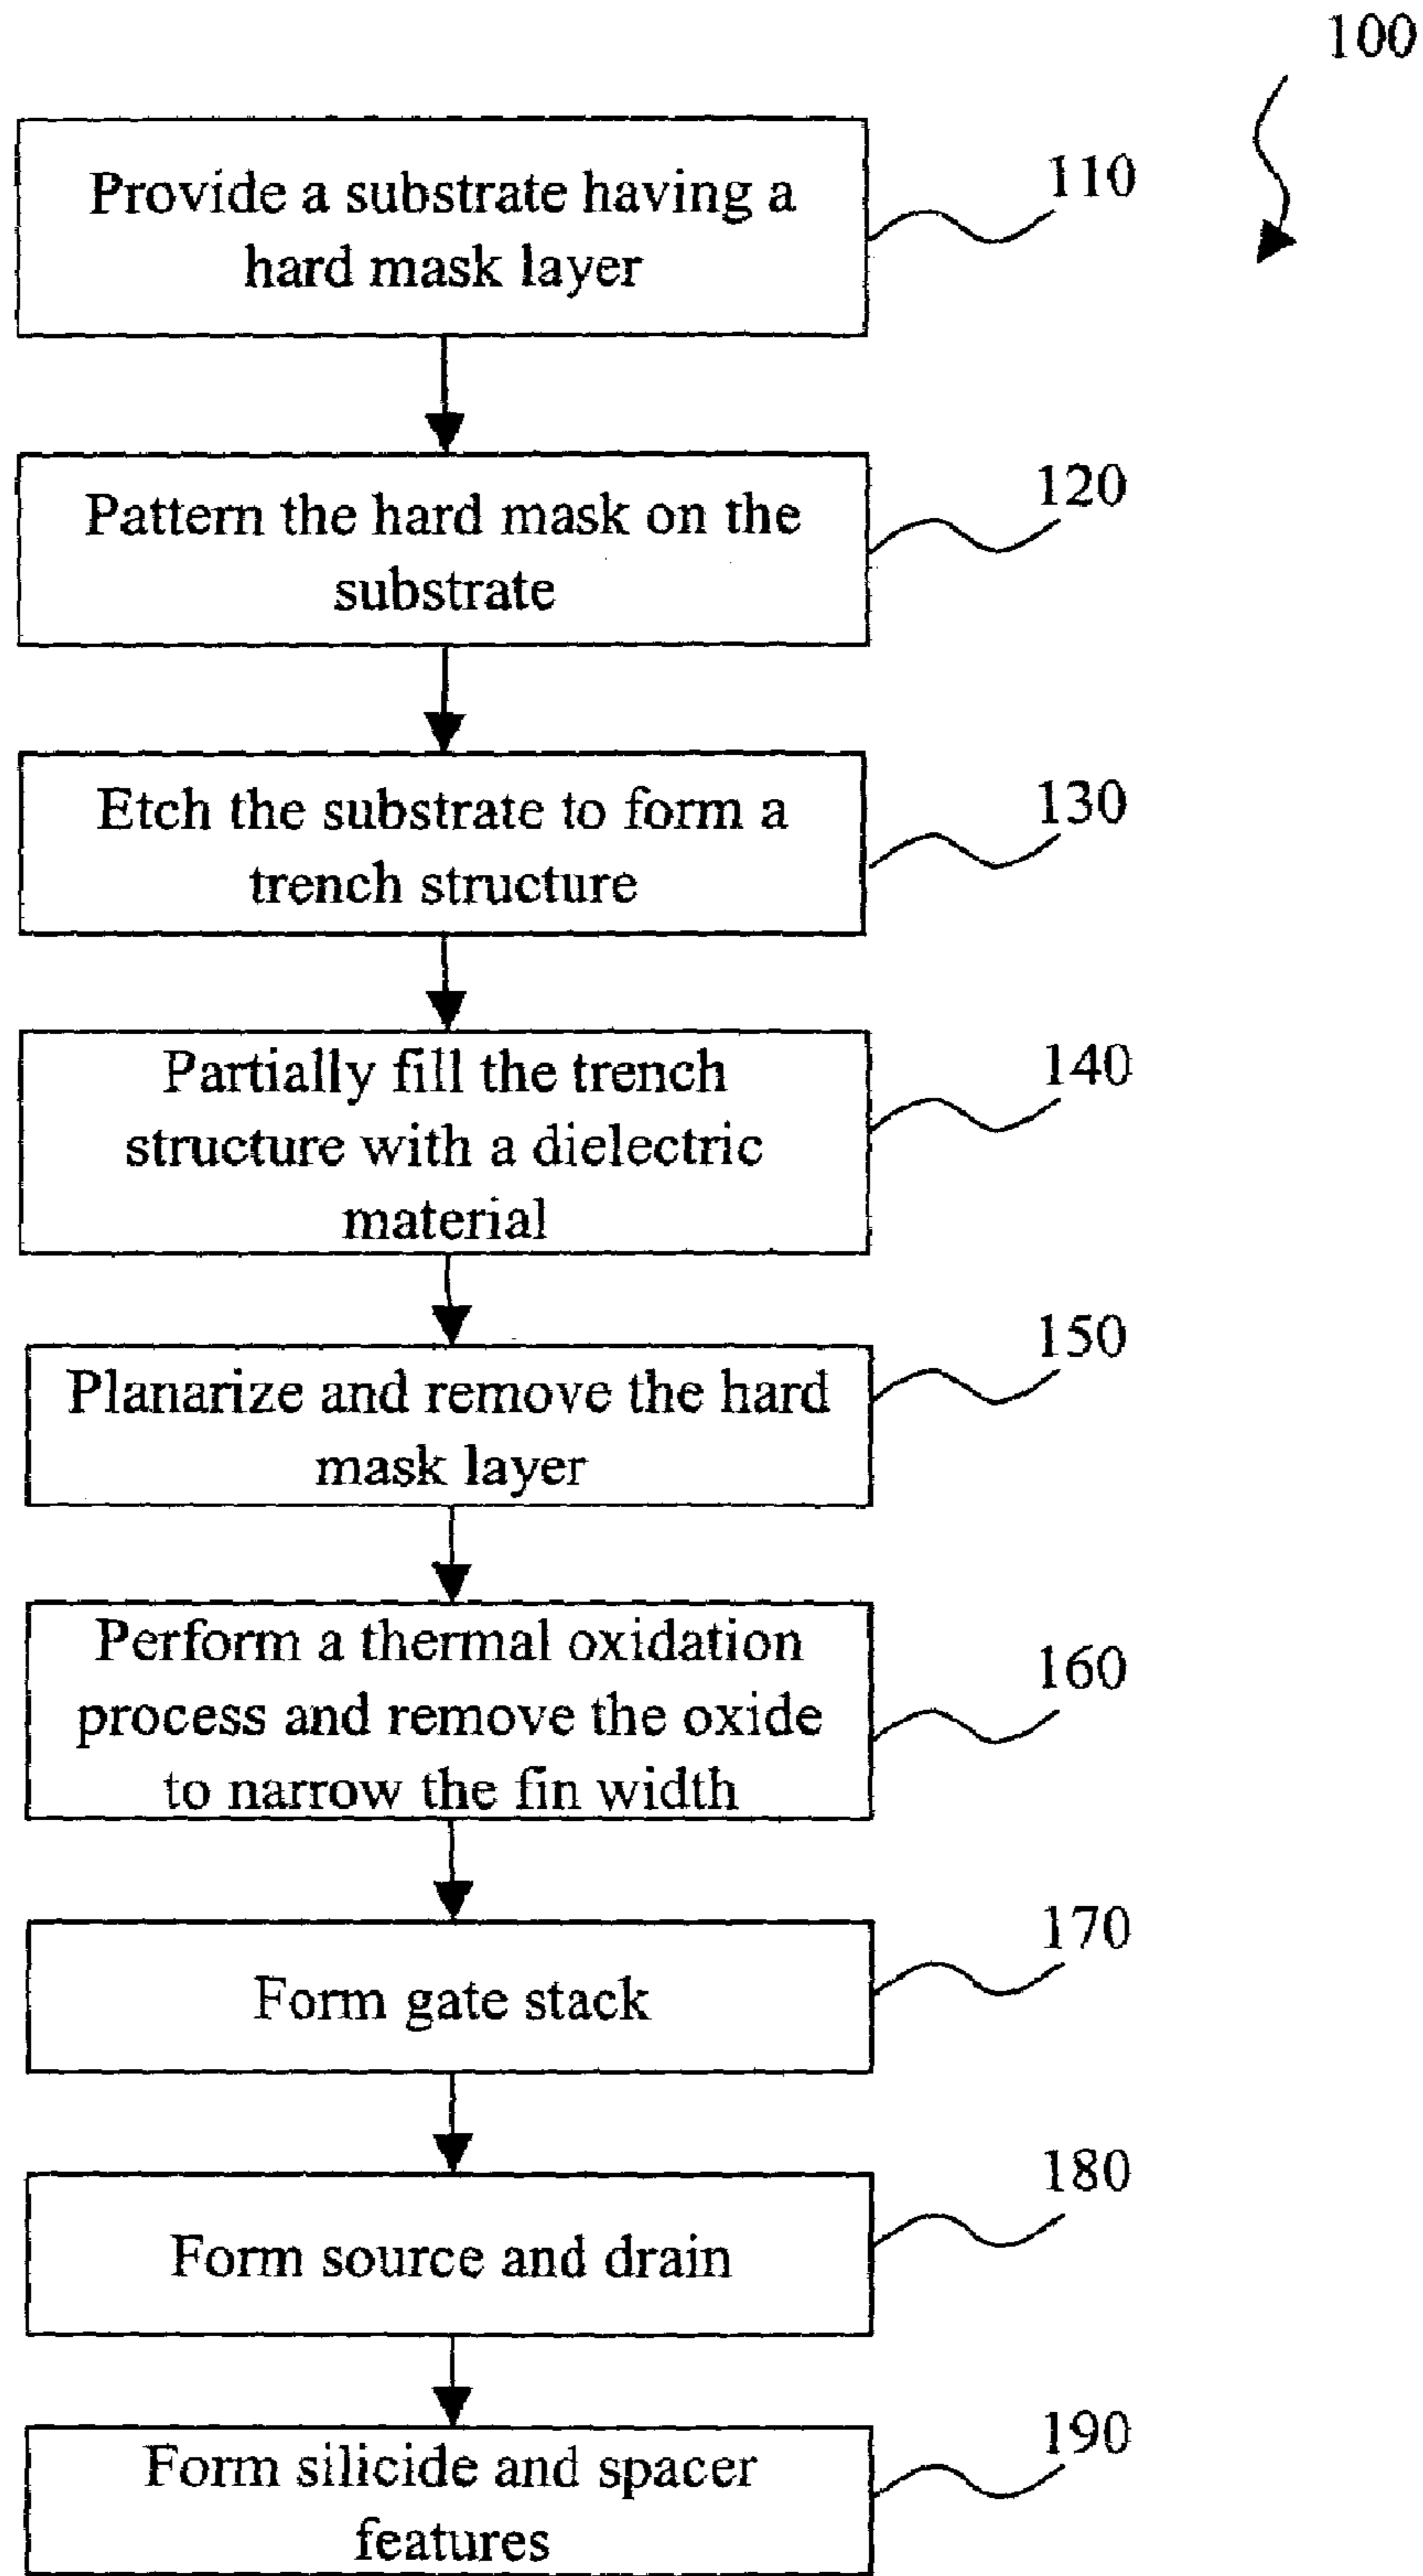 100
Provide a substrate having a
hard mask layer
110
Pattern the hard mask on the
substrate
120
Etch the substrate to form a
trench structure
130
Partially fill the trench
structure with a dielectric
material
140
Planarize and remove the hard
mask layer
150
Perform a thermal oxidation
process and remove the oxide
to narrow the fin width
160
Form gate stack
170
Form source and drain
180
Form silicide and spacer
features
190